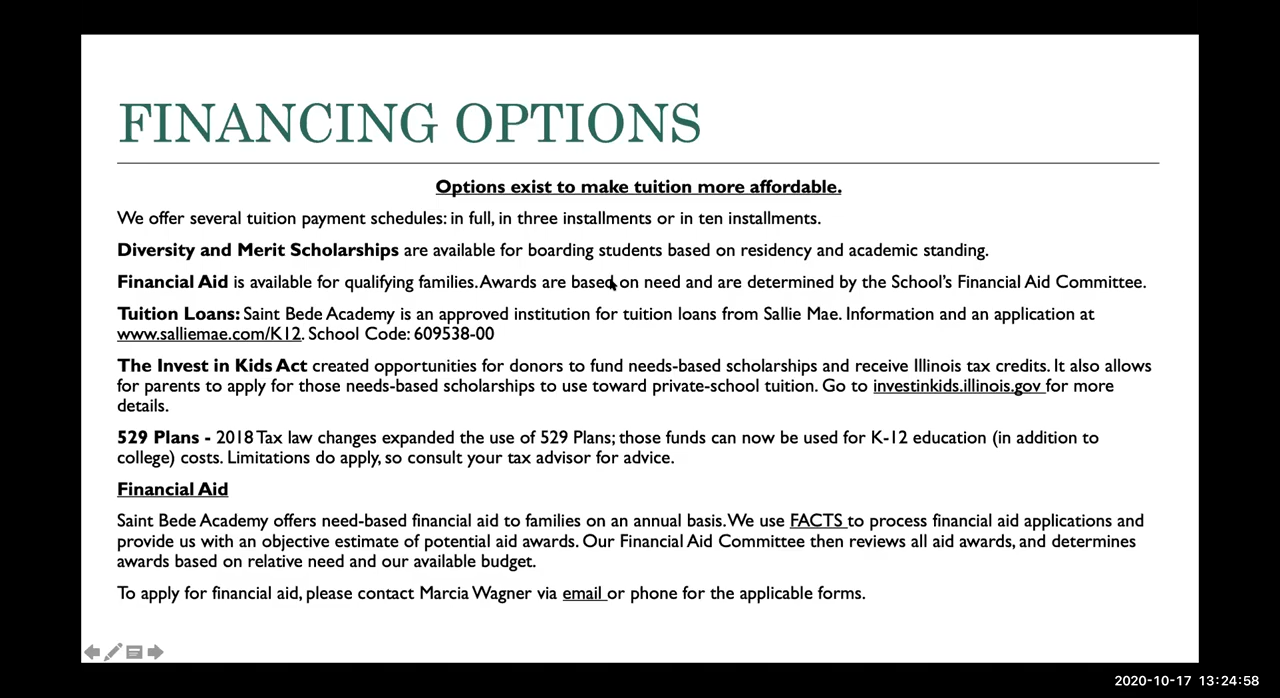 FINANCING OPTIONS
Options exist to make tuition more affordable.
We offer several tuition payment schedules: in full, in three installments or in ten installments.
Diversity and Merit Scholarships are available for boarding students based on residency and academic standing.
Financial Aid is available for qualifying families. Awards are based on need and are determined by the School's Financial Aid Committee.
Tuition Loans: Saint Bede Academy is an approved institution for tuition loans from Sallie Mae. Information and an application at
www.salliemae.com/K12. School Code: 609538-00
The Invest in Kids Act created opportunities for donors to fund needs-based scholarships and receive Illinois tax credits. It also allows
for parents to apply for those needs-based scholarships to use toward private-school tuition. Go to investinkids.illinois.gov for more
details.
529 Plans - 2018 Tax law changes expanded the use of 529 Plans; those funds can now be used for K-12 education (in addition to
college) costs. Limitations do apply, so consult your tax advisor for advice.
Financial Aid
Saint Bede Academy offers need-based financial aid to families on an annual basis. We use FACTS to process financial aid applications and
provide us with an objective estimate of potential aid awards. Our Financial Aid Committee then reviews all aid awards, and determines
awards based on relative need and our available budget.
To apply for financial aid, please contact Marcia Wagner via email or phone for the applicable forms.
2020-10-17 13:24:58